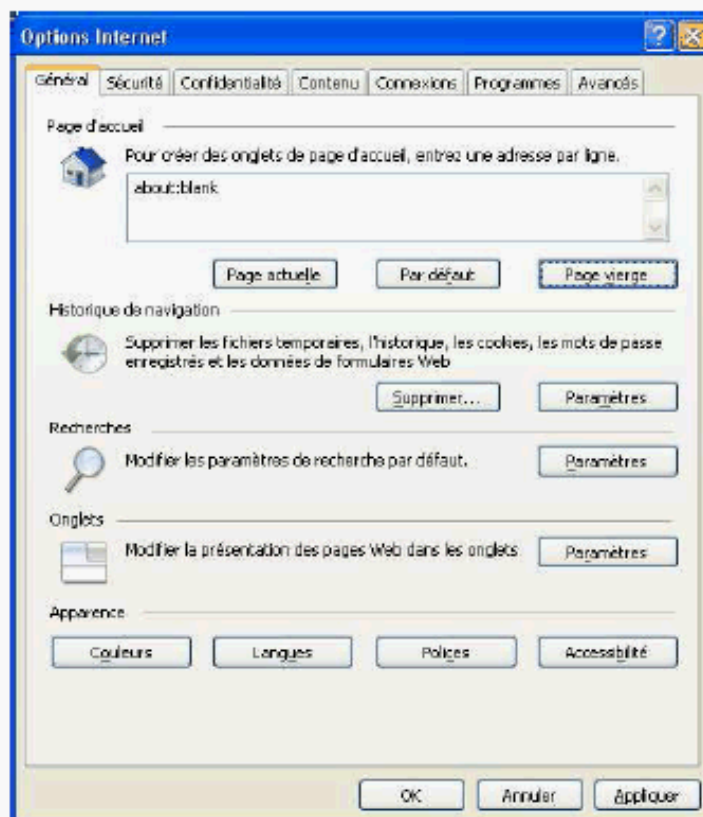 Options Internet
Général Sécurité Confidentialité Contenu Connexions Programmes Avancés
Page d'accueil
Pour créer des onglets de page d'accueil, entrez une adresse par ligne.
about:blank
Page actuelle Par défaut Page vierge
Historique de navigation
Supprimer les fichiers temporaires, l'historique, les cookies, les mots de passe
enregistrés et les données de formulaires Web
Supprimer... Paramètres
Recherches
Modifier les paramètres de recherche par défaut. Paramètres
Onglets
Modifier la présentation des pages Web dans les onglets Paramètres
Apparence
Couleurs Langues Polices Accessibilité
OK Annuler Appliquer